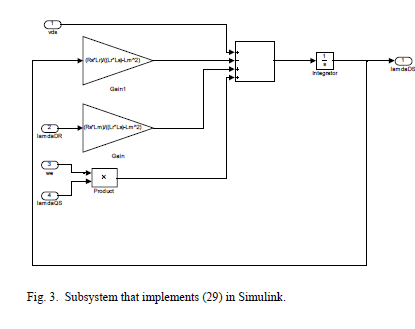 1
vds
(Rs*Lr)/((Lr*Ls)-Lm^2)
Gain1
2
lamdaDR
(Rs*Lm)/((Lr*Ls)-Lm^2)
Gain
3
we
4
lamdaQS
×
Product
+
-
+
+
1
s
Integrator
1
lamdaDS
Fig. 3. Subsystem that implements (29) in Simulink.